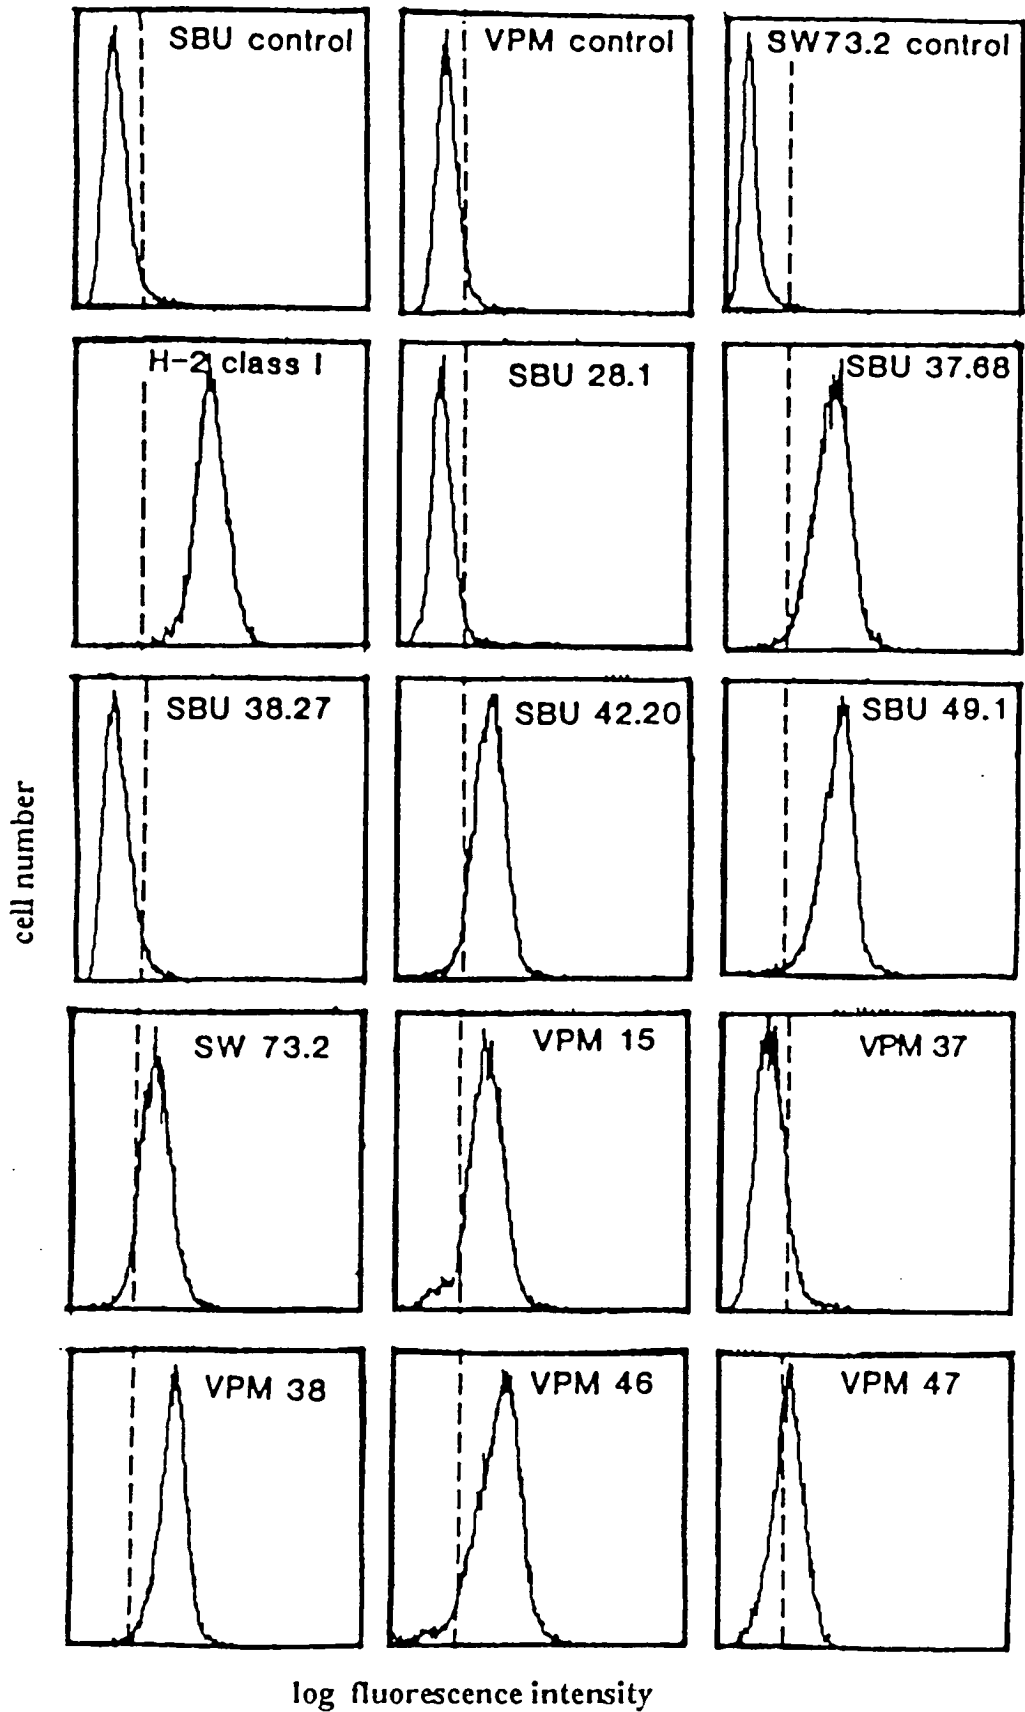 SBU control
VPM control
SW73.2 control
H-2 class I
SBU 28.1
SBU 37.68
SBU 38.27
SBU 42.20
SBU 49.1
SW 73.2
VPM 15
VPM 37
VPM 38
VPM 46
VPM 47
cell number
log fluorescence intensity